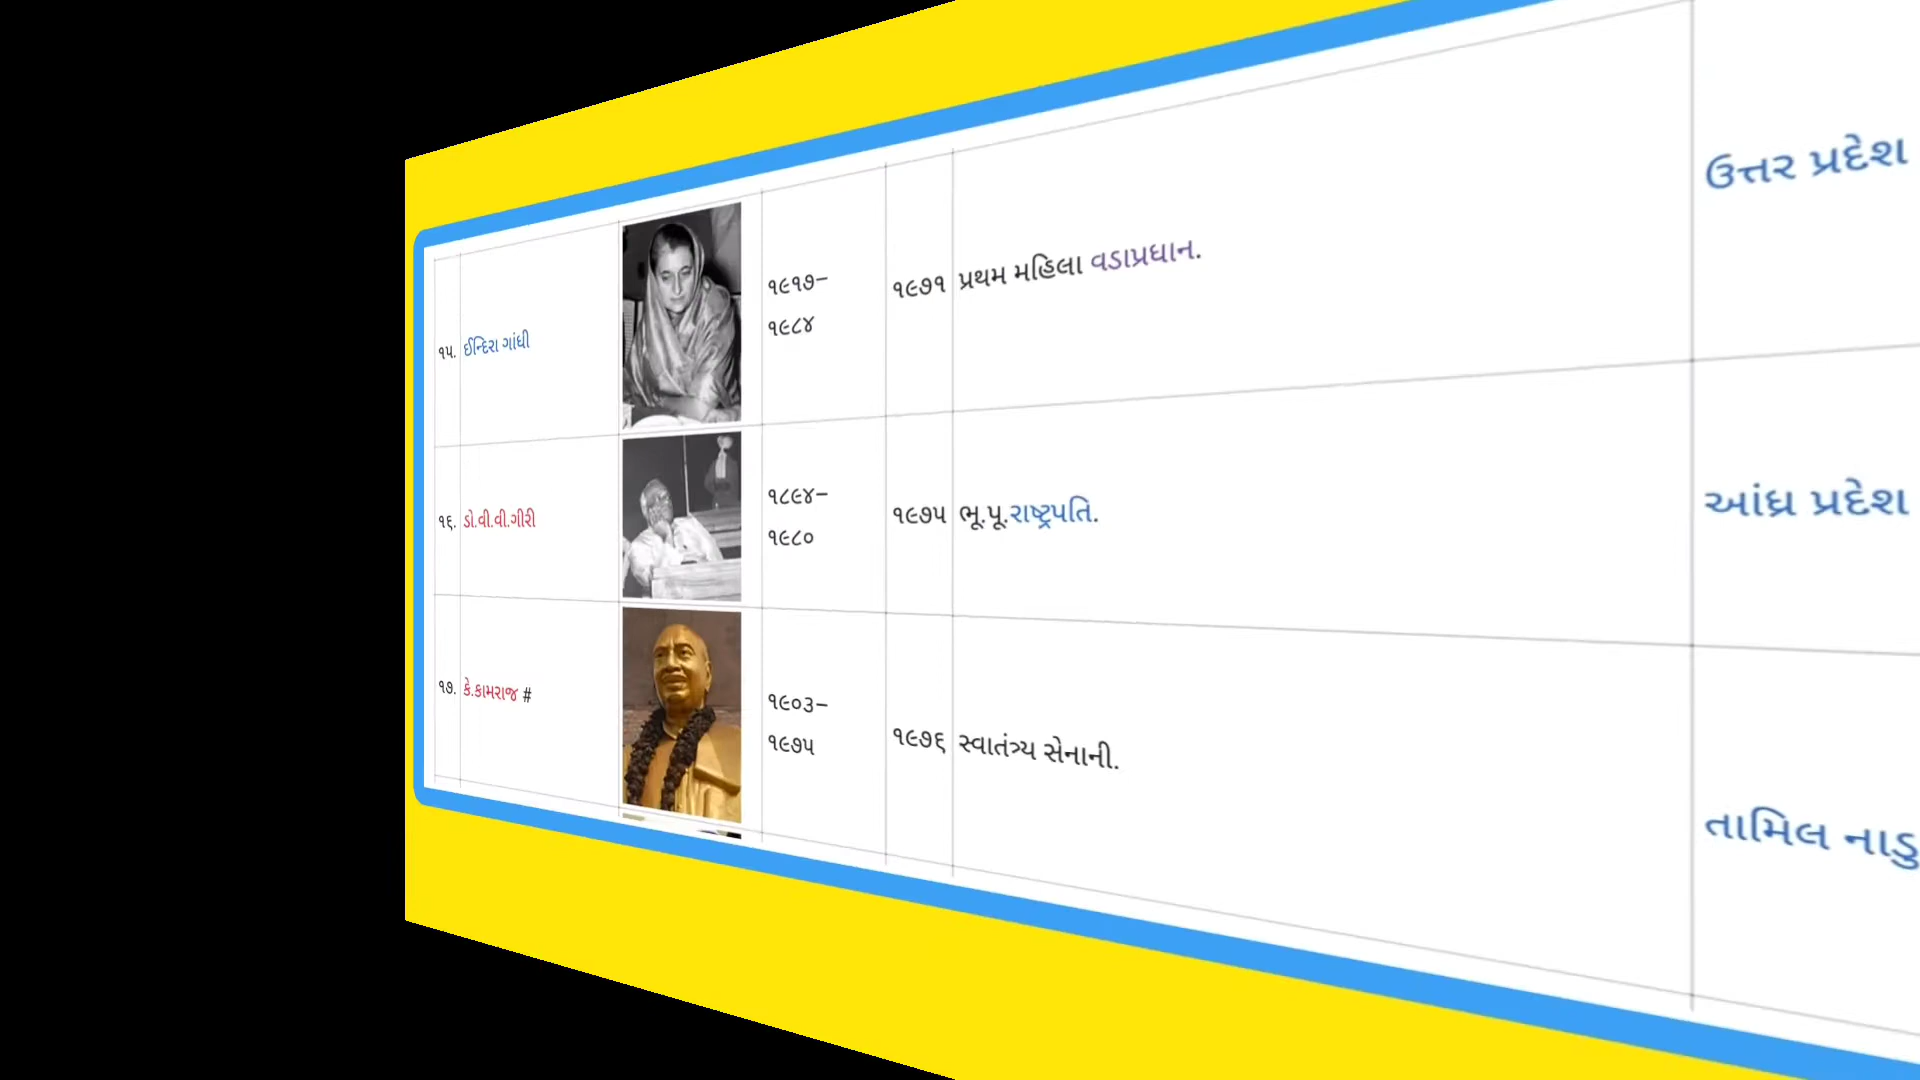 ઉત્તર પ્રદેશ
૧૫. ઈન્દિરા ગાંધી ૧૯૧૭– ૧૯૭૧ પ્રથમ મહિલા વડાપ્રધાન.
૧૯૮૪
૧૬. ડો.વી.વી.ગીરી ૧૮૯૪– ૧૯૭૫ ભૂ.પૂ.રાષ્ટ્રપતિ. આંધ્ર પ્રદેશ
૧૯૮૦
૧૭. કે.કામરાજ # ૧૯૦૩– ૧૯૭૬ સ્વાતંત્ર્ય સેનાની. તામિલ નાડુ
૧૯૭૫